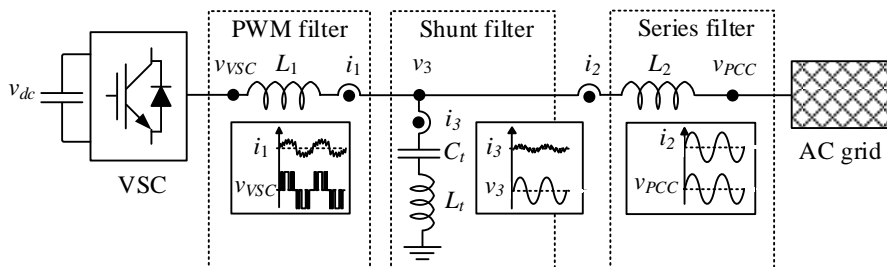 PWM filter
Shunt filter
Series filter
v_dc
VSC
v_VSC
L_1
i_1
v_3
i_2
L_2
v_PCC
AC grid
i_3
C_t
L_t
i_1
v_VSC
i_3
v_3
i_2
v_PCC